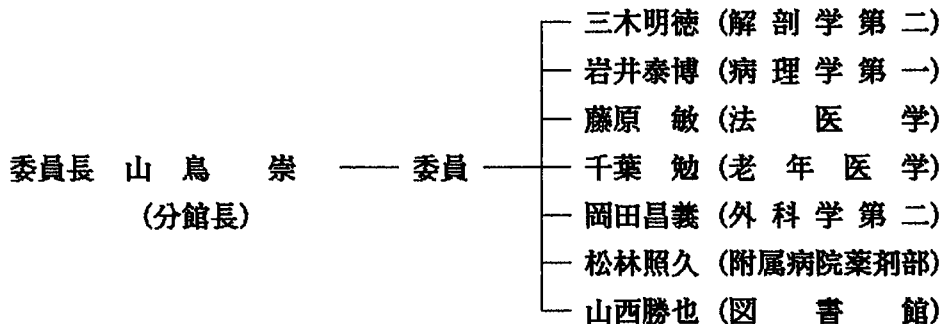 三木明徳 (解剖学第二)
岩井泰博 (病理学第一)
藤原 敏 (法医学)
委員長 山鳥 崇 委員 千葉 勉 (老年医学)
(分館長) 岡田昌義 (外科学第二)
松林照久 (附属病院薬剤部)
山西勝也 (図書館)